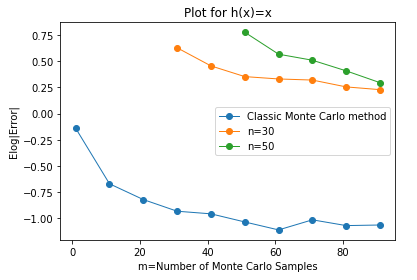 Plot for h(x)=x
Elog|Error|
0.75
0.50
0.25
0.00
−0.25
−0.50
−0.75
−1.00
Classic Monte Carlo method
n=30
n=50
0
20
40
60
80
m=Number of Monte Carlo Samples